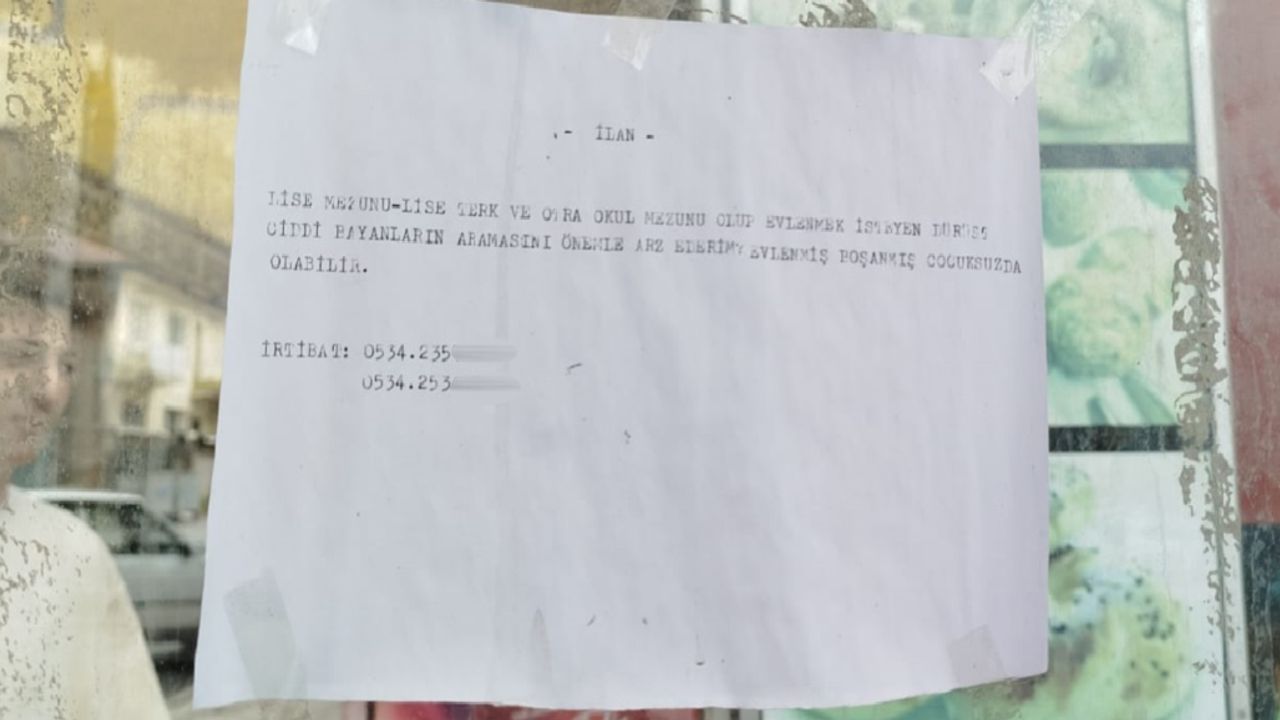 - İLAN -
LİSE MEZUNU-LİSE TERK VE ORTA OKUL MEZUNU OLUP EVLENMEK İSTEYEN DÜRÜST
CİDDİ BAYANLARIN ARAMASINI ÖNEMLE ARZ EDERİM. EVLENMİŞ BOŞANMIŞ COCUKSUZDA
OLABİLİR.
İRTİBAT: 0534.235
0534.253